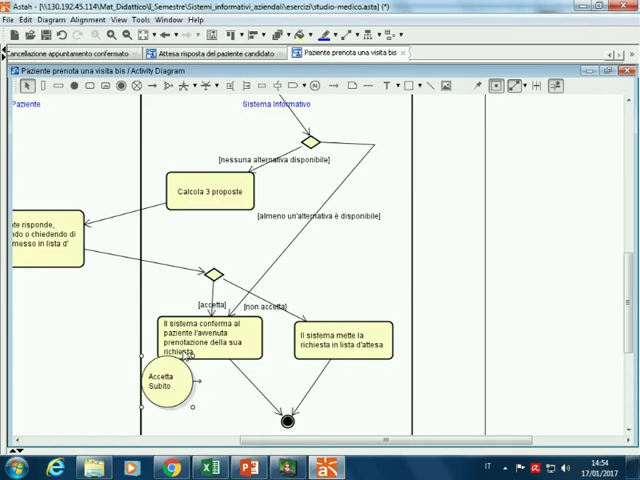 Astah - [\\130.192.45.114\Mat_Didattico\I_Semestre\Sistemi_informativi_aziendali\esercizi\studio-medico.asta] (*)
File Edit Diagram Alignment View Tools Window Help
Cancellazione appuntamento confermato
Attesa risposta del paziente candidato
Paziente prenota una visita bis
Paziente prenota una visita bis / Activity Diagram
Paziente
Sistema Informativo
[nessuna alternativa disponibile]
Calcola 3 proposte
[almeno un'alternativa è disponibile]
te risponde,
ndo o chiedendo di
messo in lista d'
[accetta]
[non accetta]
Il sistema conferma al
paziente l'avvenuta
prenotazione della sua
richiesta
Il sistema mette la
richiesta in lista d'attesa
Accetta
Subito
IT
14:54
17/01/2017